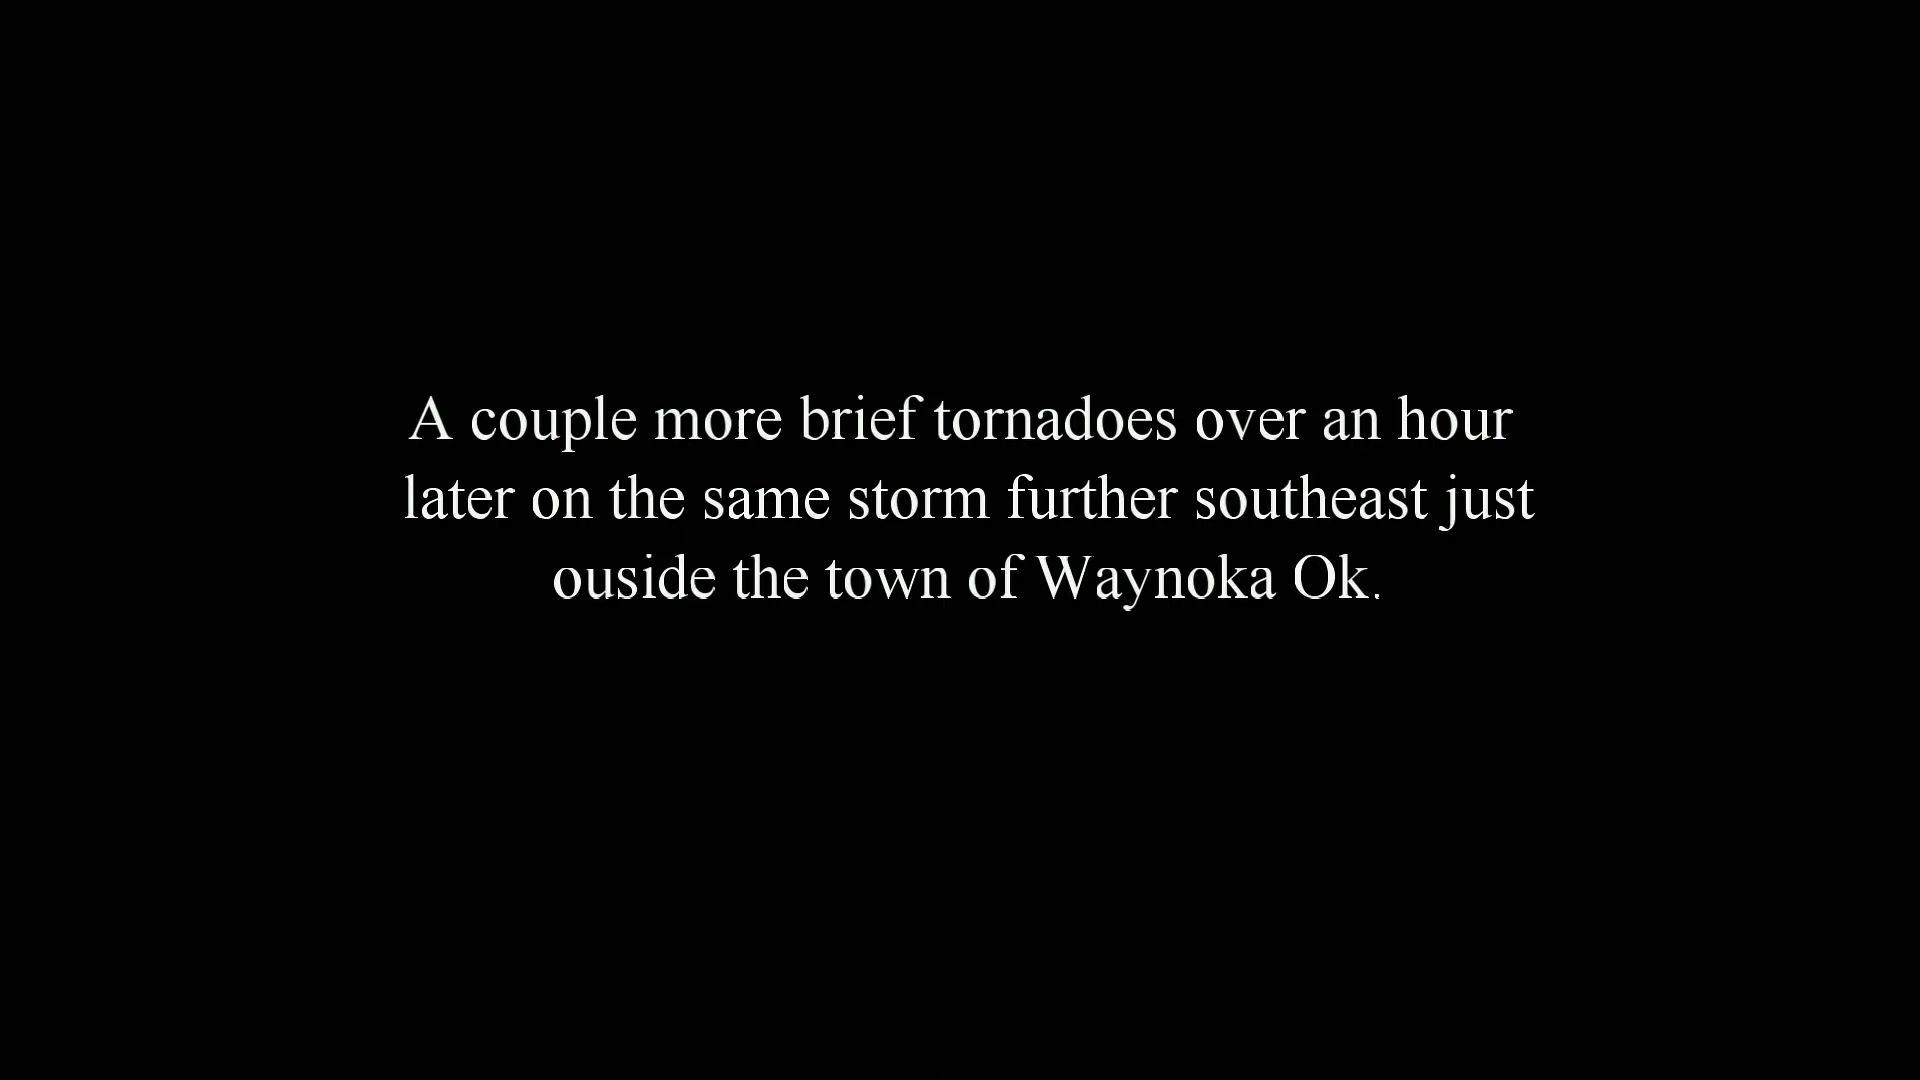 A couple more brief tornadoes over an hour
later on the same storm further southeast just
ouside the town of Waynoka Ok.